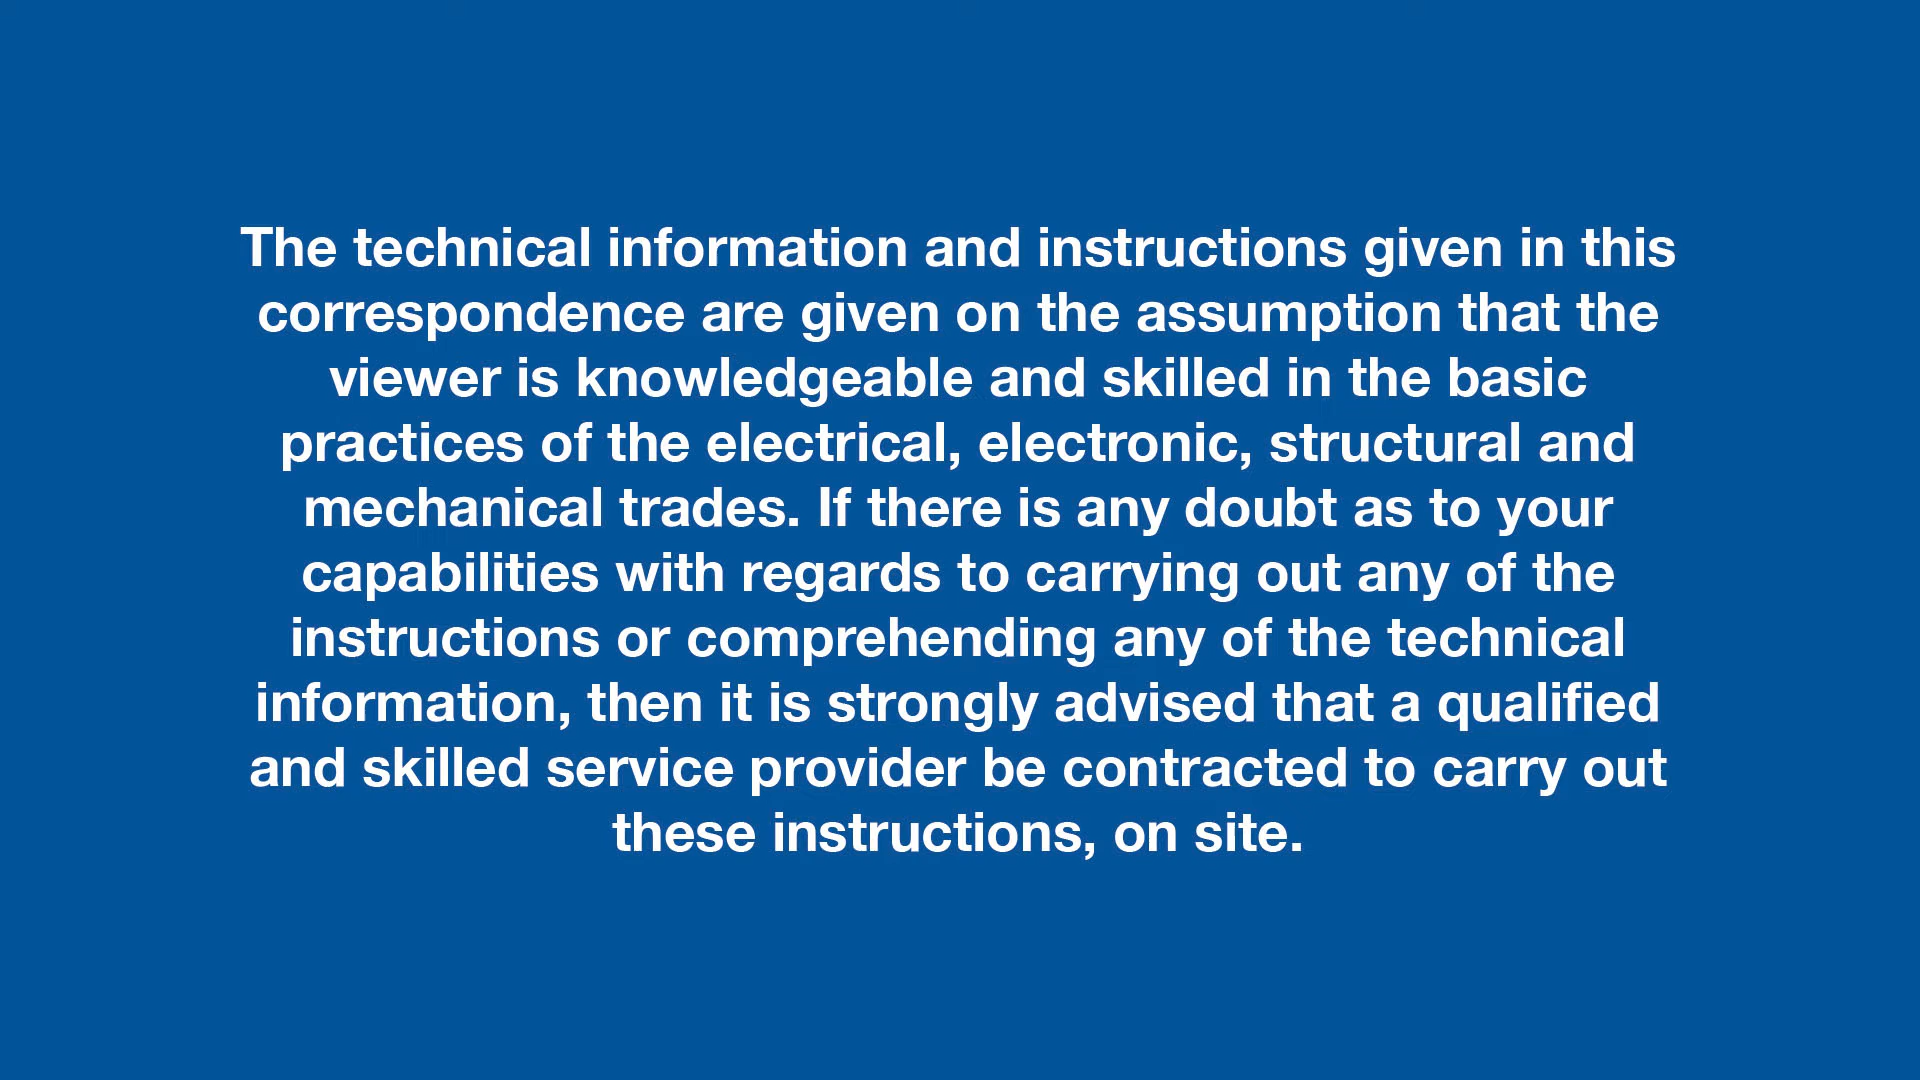 The technical information and instructions given in this
correspondence are given on the assumption that the
viewer is knowledgeable and skilled in the basic
practices of the electrical, electronic, structural and
mechanical trades. If there is any doubt as to your
capabilities with regards to carrying out any of the
instructions or comprehending any of the technical
information, then it is strongly advised that a qualified
and skilled service provider be contracted to carry out
these instructions, on site.